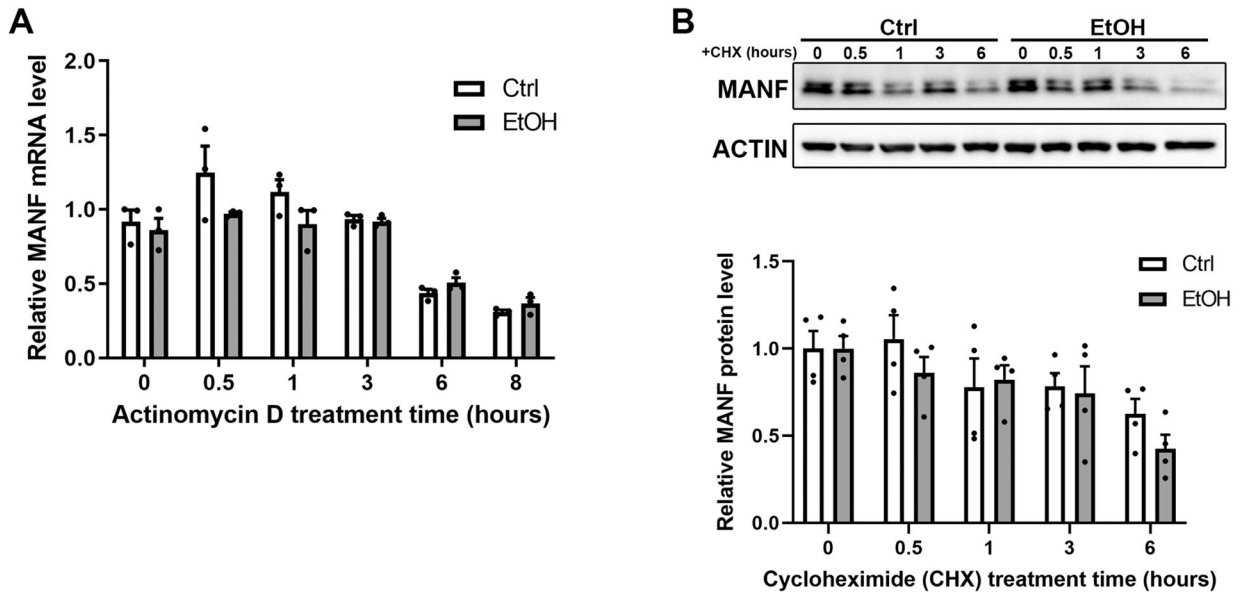 A
Relative MANF mRNA level
2.0
1.5
1.0
0.5
0.0
Ctrl
EtOH
0 0.5 1 3 6 8
Actinomycin D treatment time (hours)
B
Ctrl EtOH
+CHX (hours) 0 0.5 1 3 6 0 0.5 1 3 6
MANF
ACTIN
Relative MANF protein level
1.5
1.0
0.5
0.0
Ctrl
EtOH
0 0.5 1 3 6
Cycloheximide (CHX) treatment time (hours)